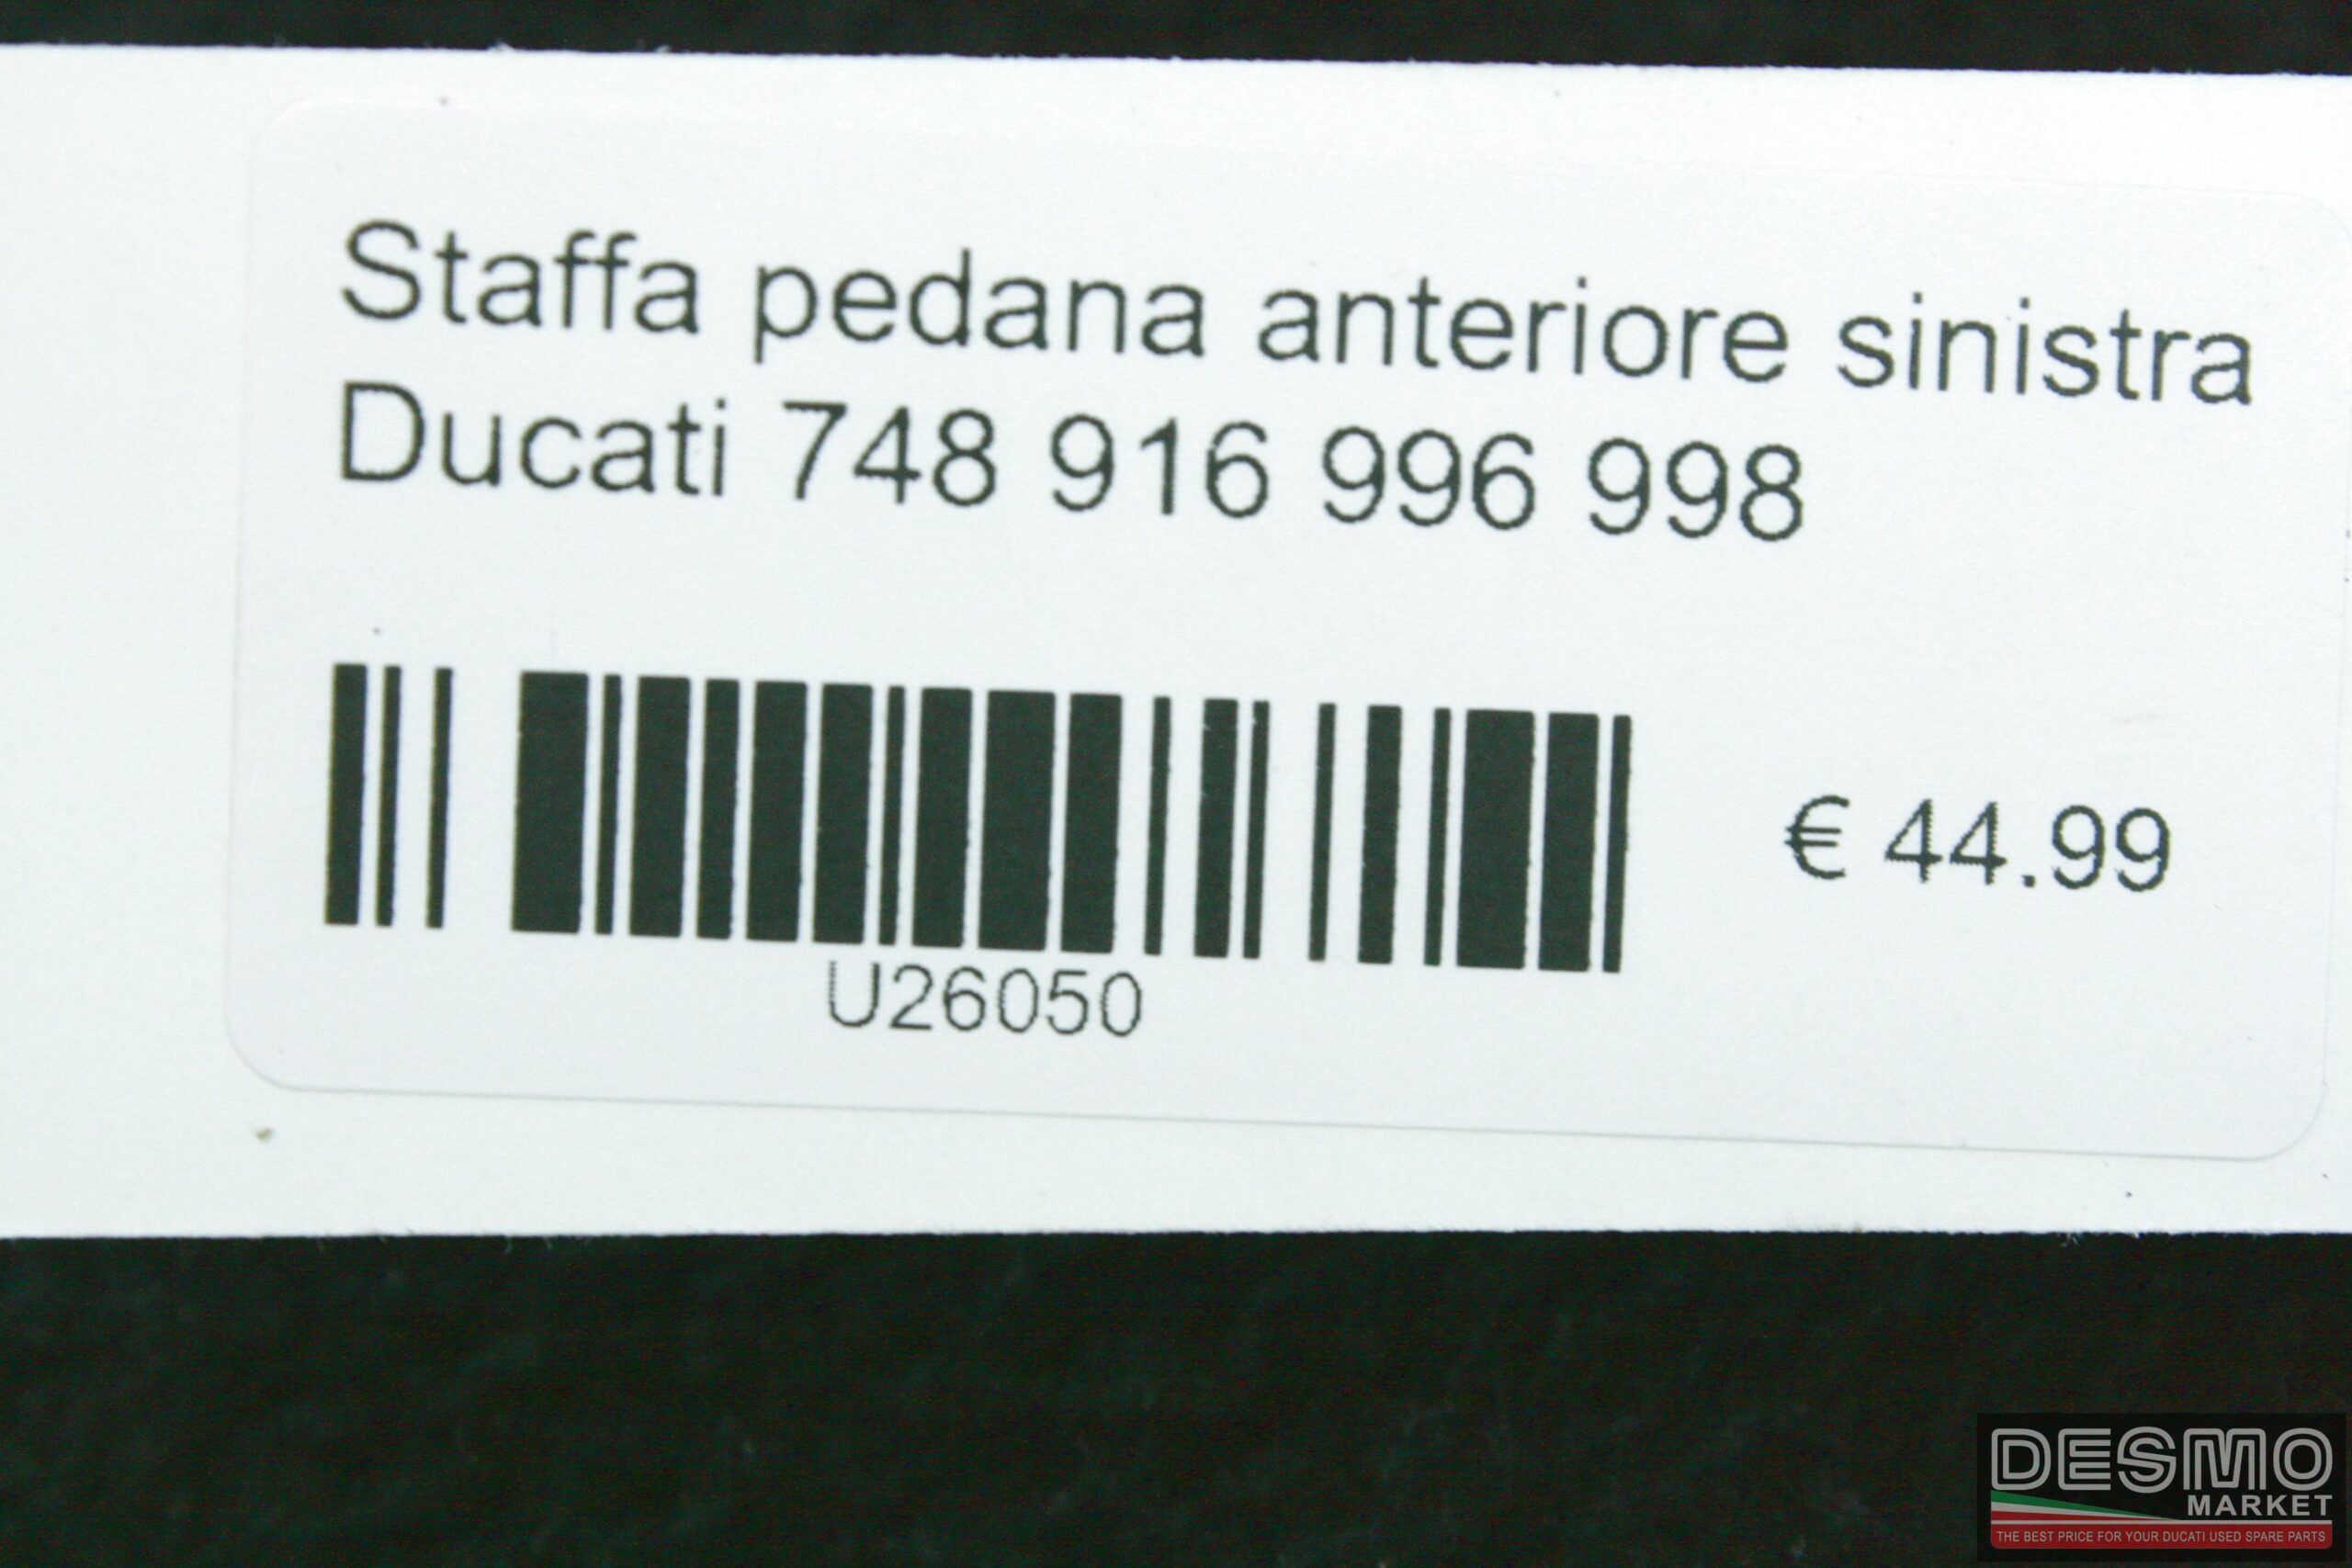 Staffa pedana anteriore sinistra
Ducati 748 916 996 998
€ 44.99
U26050
DESMO
MARKET
THE BEST PRICE FOR YOUR DUCATI USED SPARE PARTS